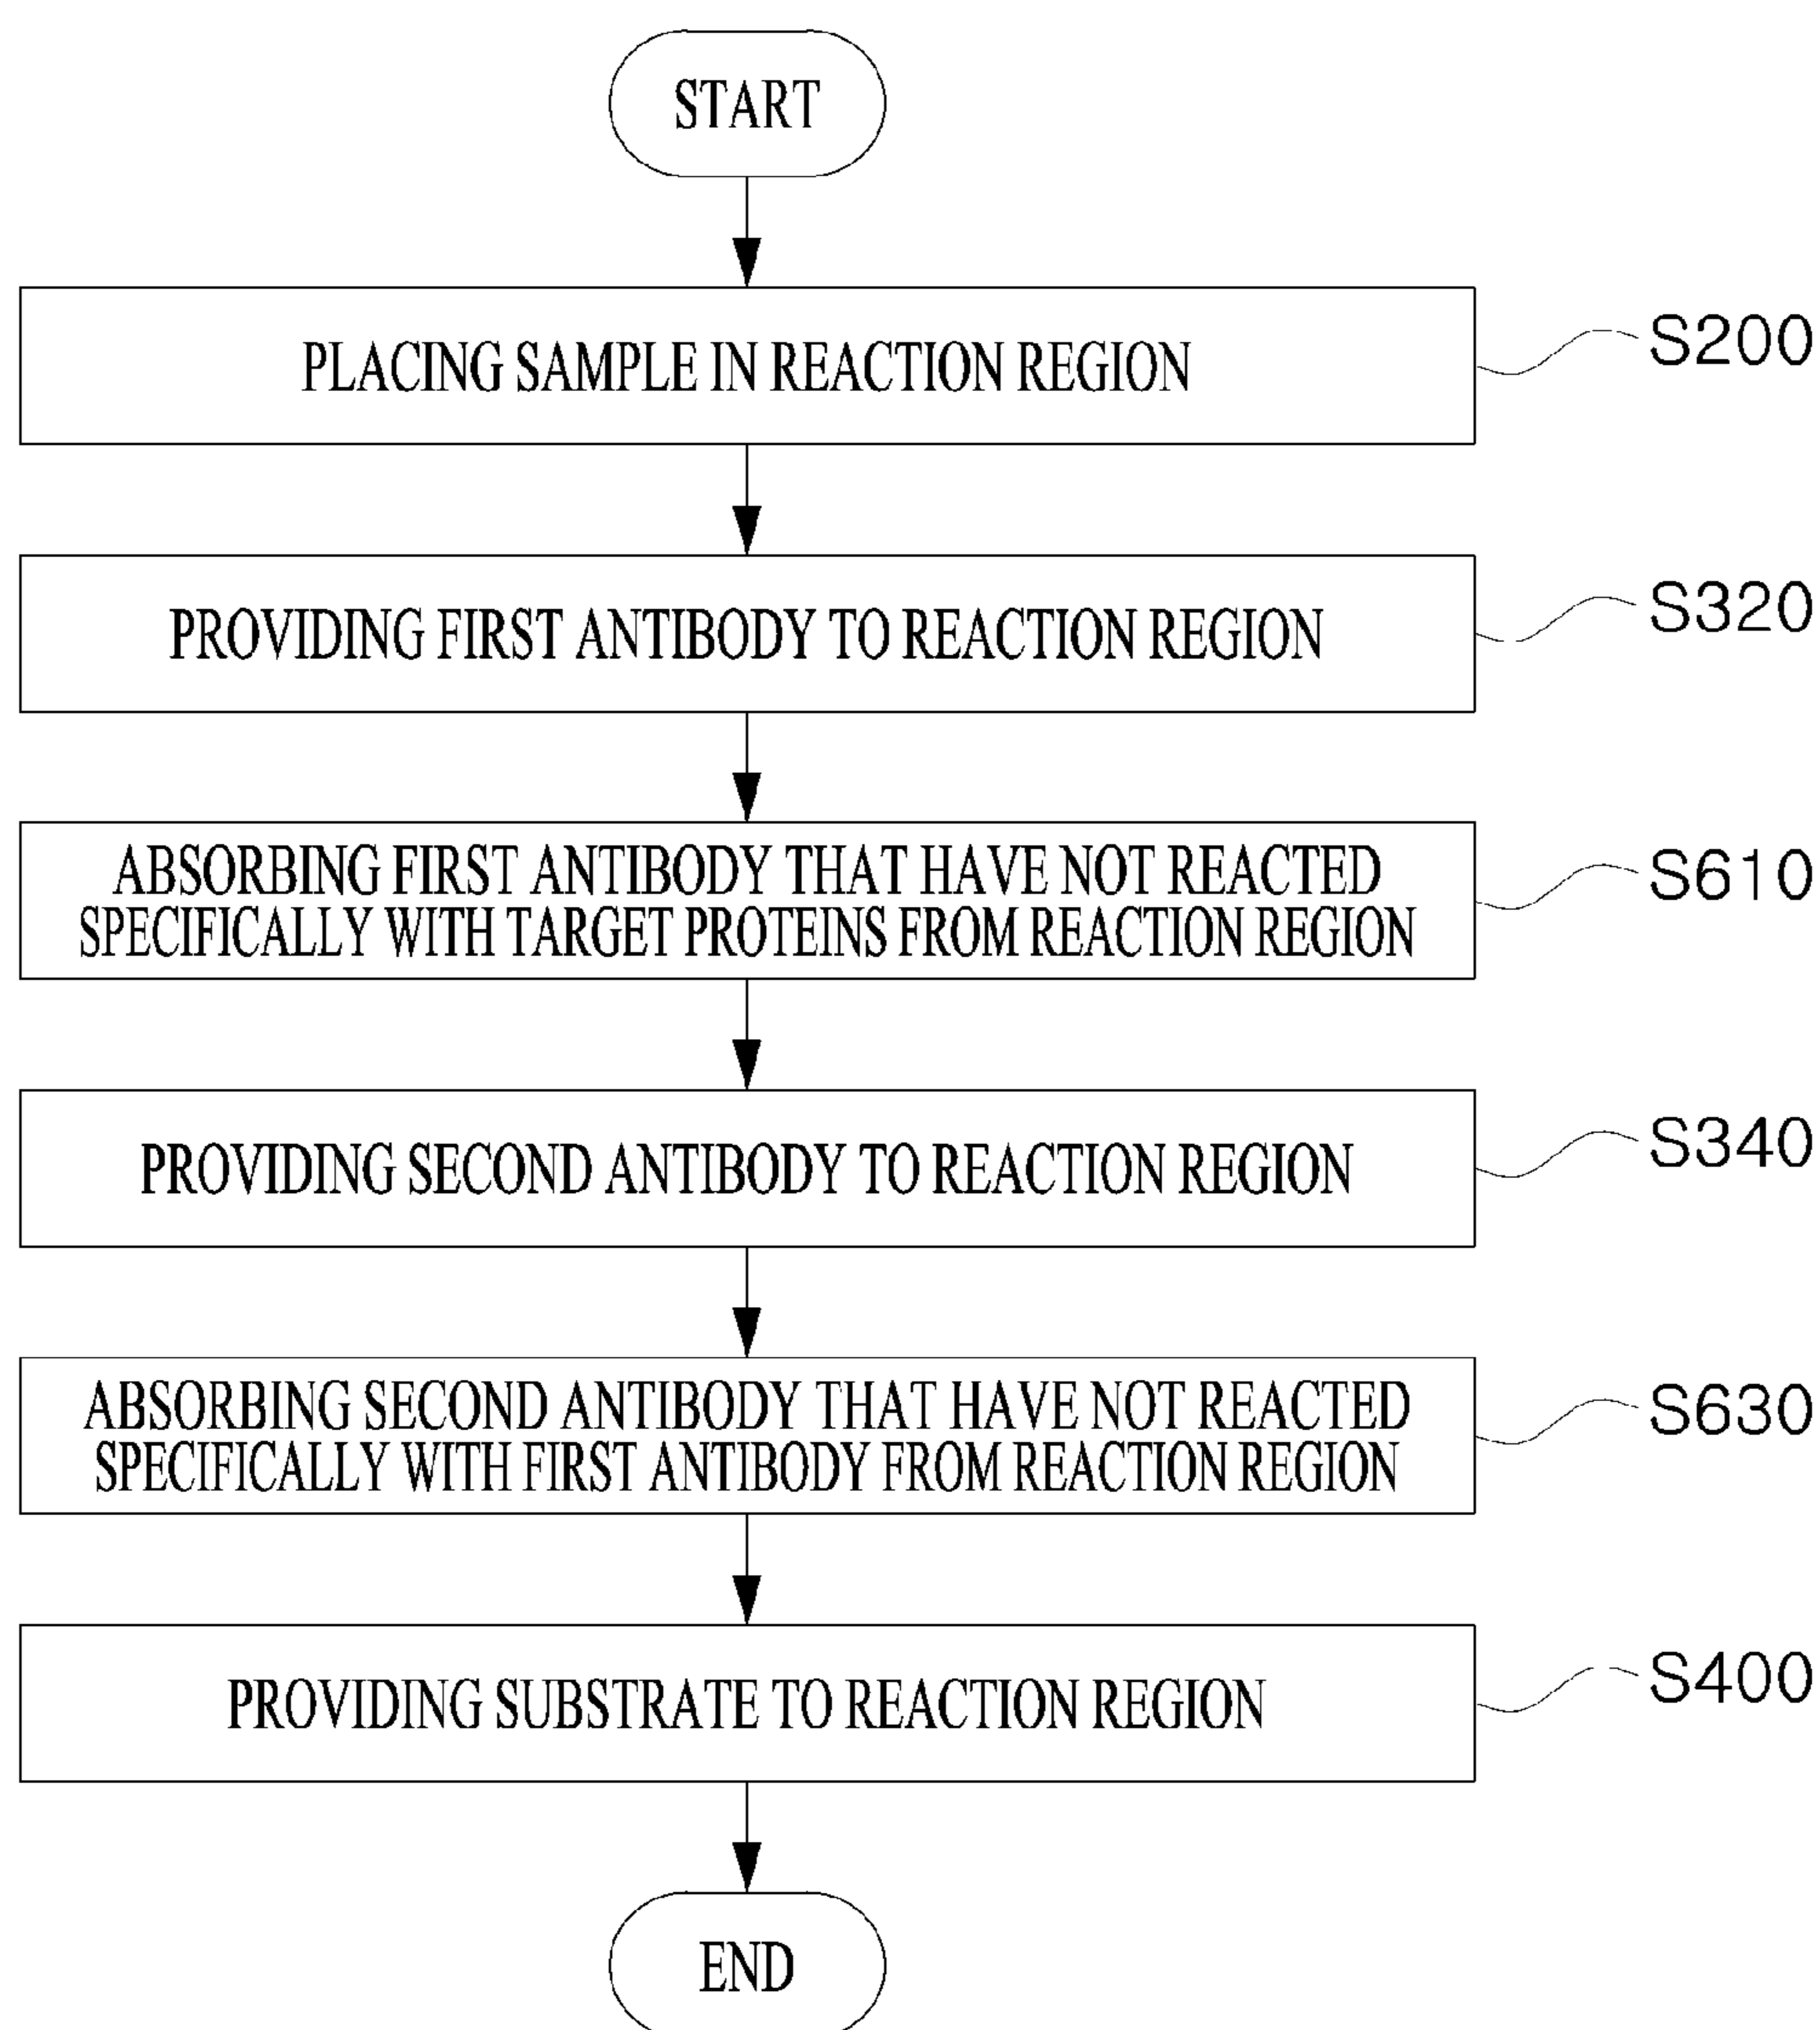 START
PLACING SAMPLE IN REACTION REGION
S200
PROVIDING FIRST ANTIBODY TO REACTION REGION
S320
ABSORBING FIRST ANTIBODY THAT HAVE NOT REACTED
SPECIFICALLY WITH TARGET PROTEINS FROM REACTION REGION
S610
PROVIDING SECOND ANTIBODY TO REACTION REGION
S340
ABSORBING SECOND ANTIBODY THAT HAVE NOT REACTED
SPECIFICALLY WITH FIRST ANTIBODY FROM REACTION REGION
S630
PROVIDING SUBSTRATE TO REACTION REGION
S400
END